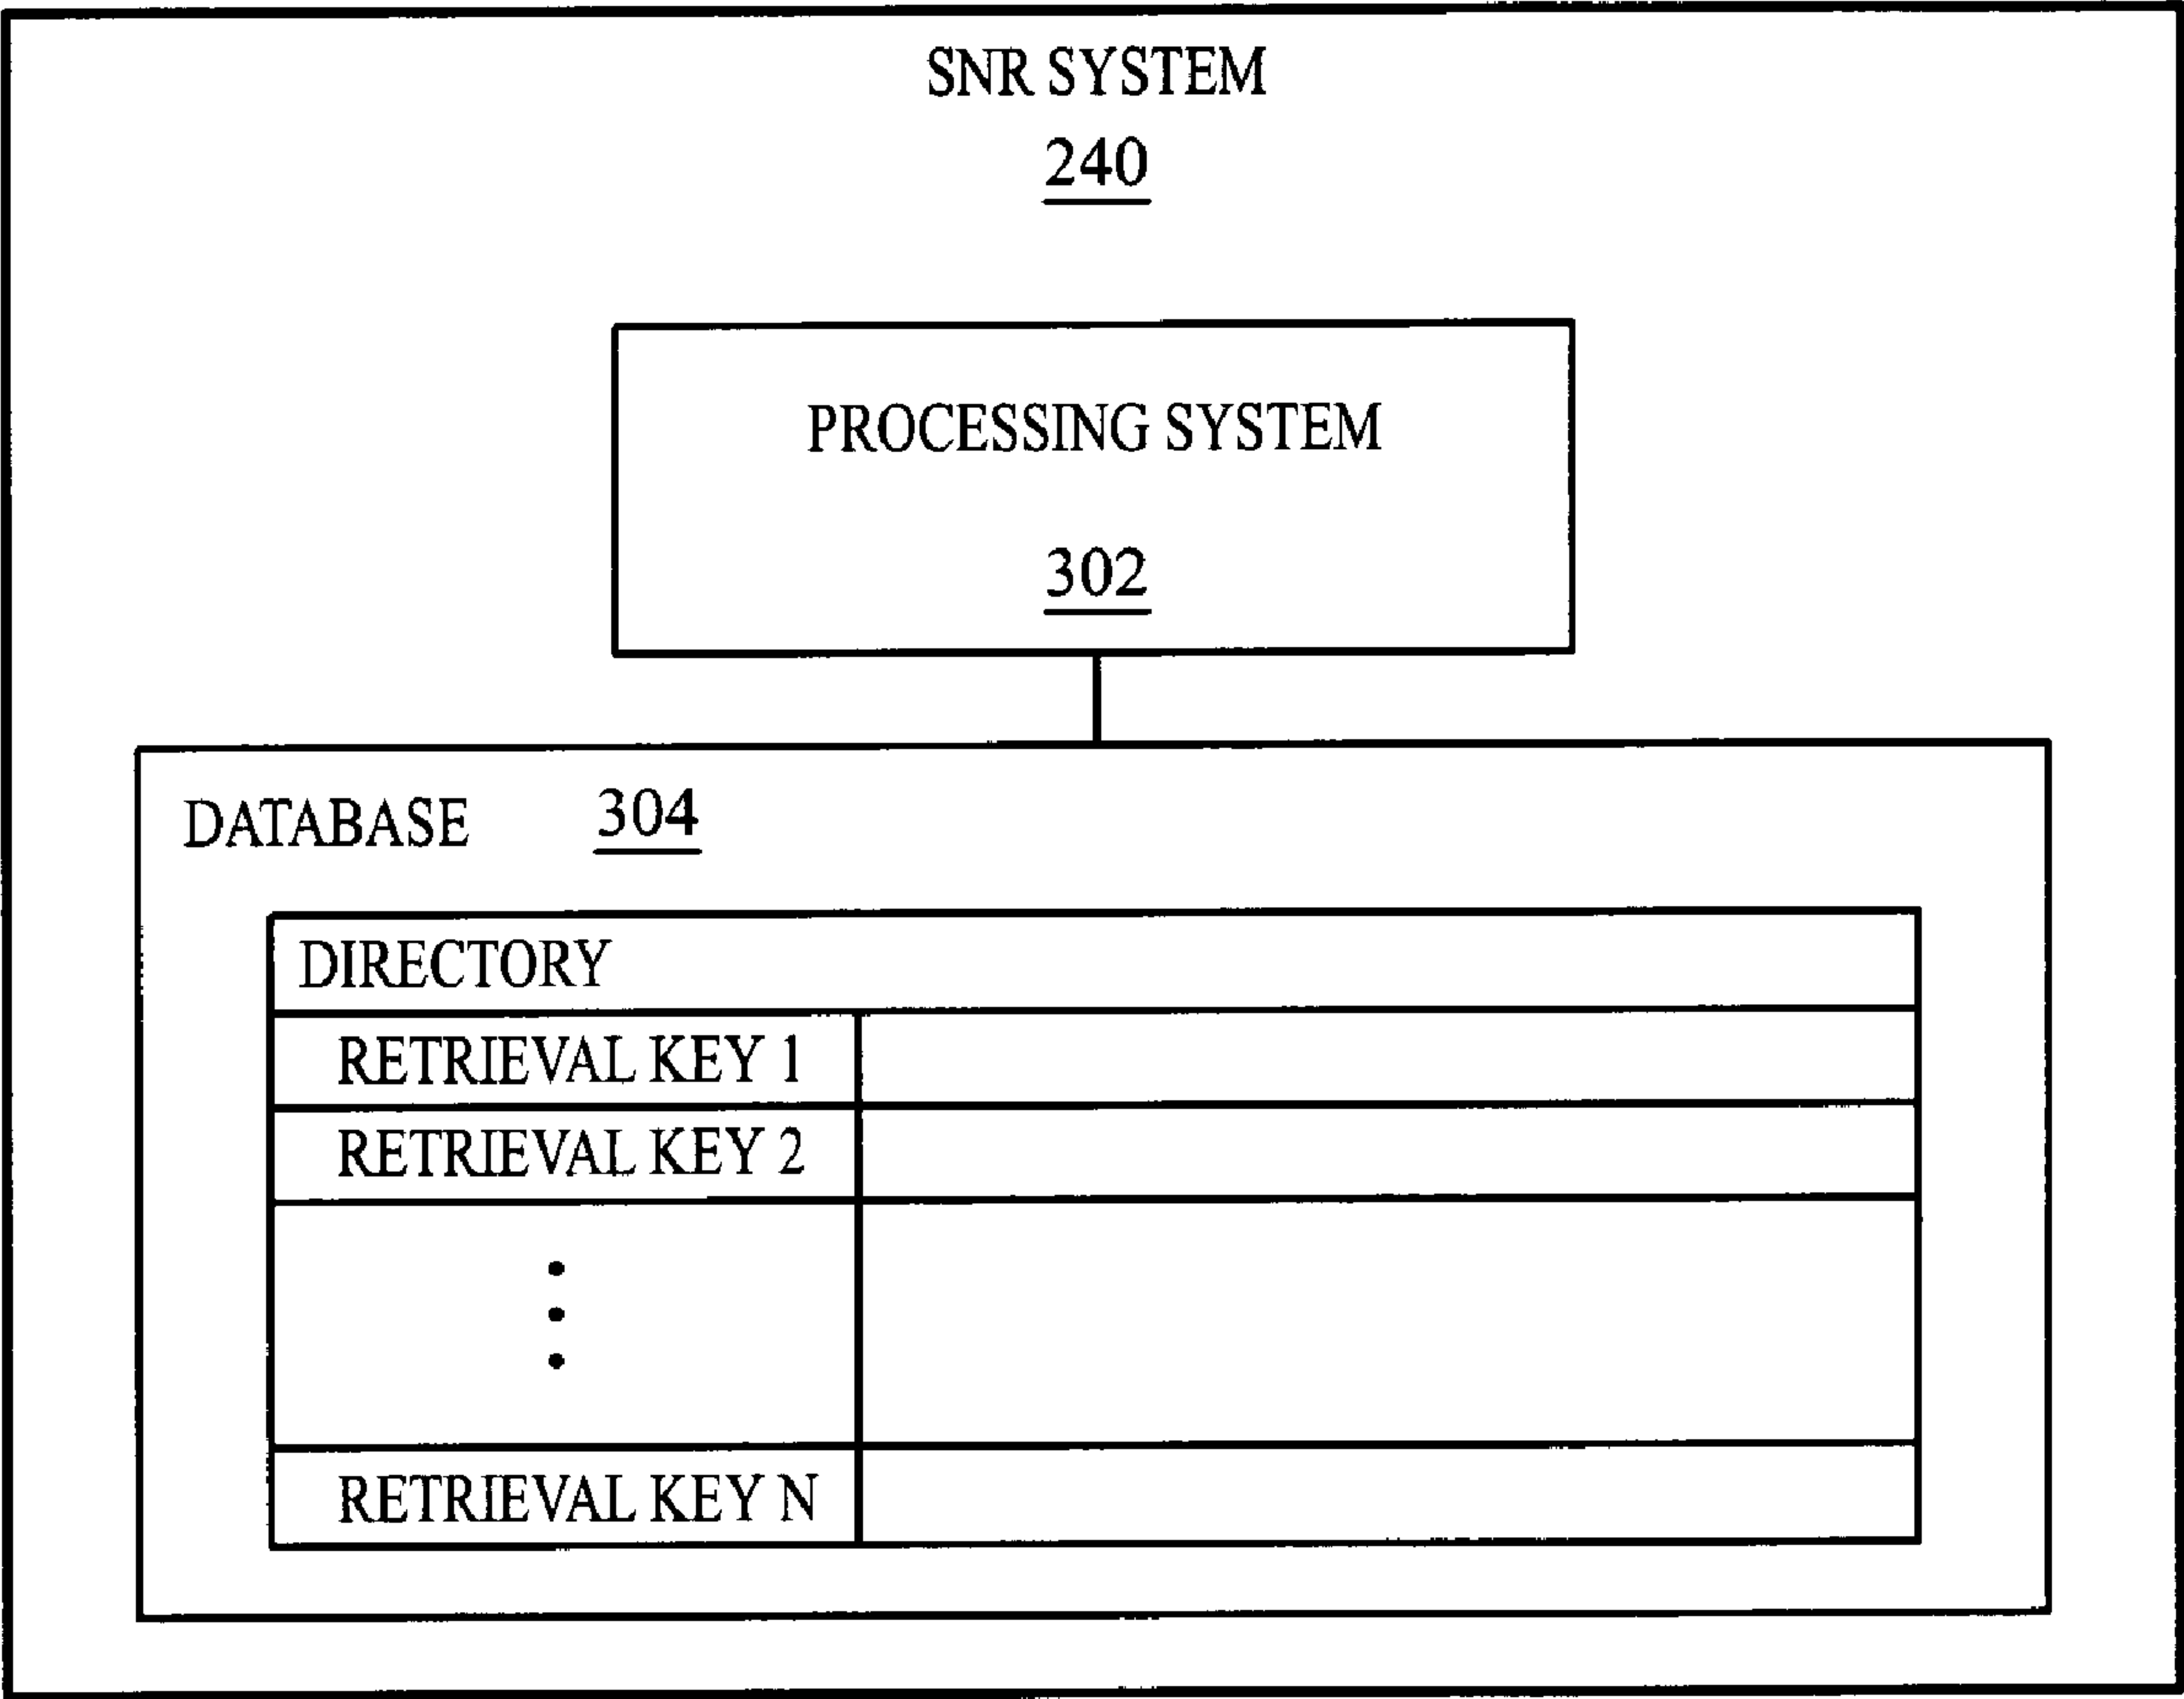 SNR SYSTEM
240
PROCESSING SYSTEM
302
DATABASE 304
DIRECTORY
RETRIEVAL KEY 1
RETRIEVAL KEY 2
RETRIEVAL KEY N